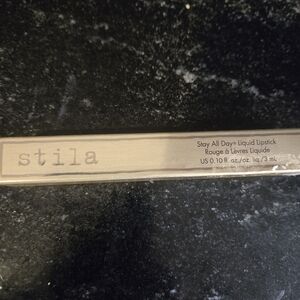 stila
Stay All Day® Liquid Lipstick
Rouge à Lèvres Liquide
US 0.10 fl. oz./oz. liq./3 mL